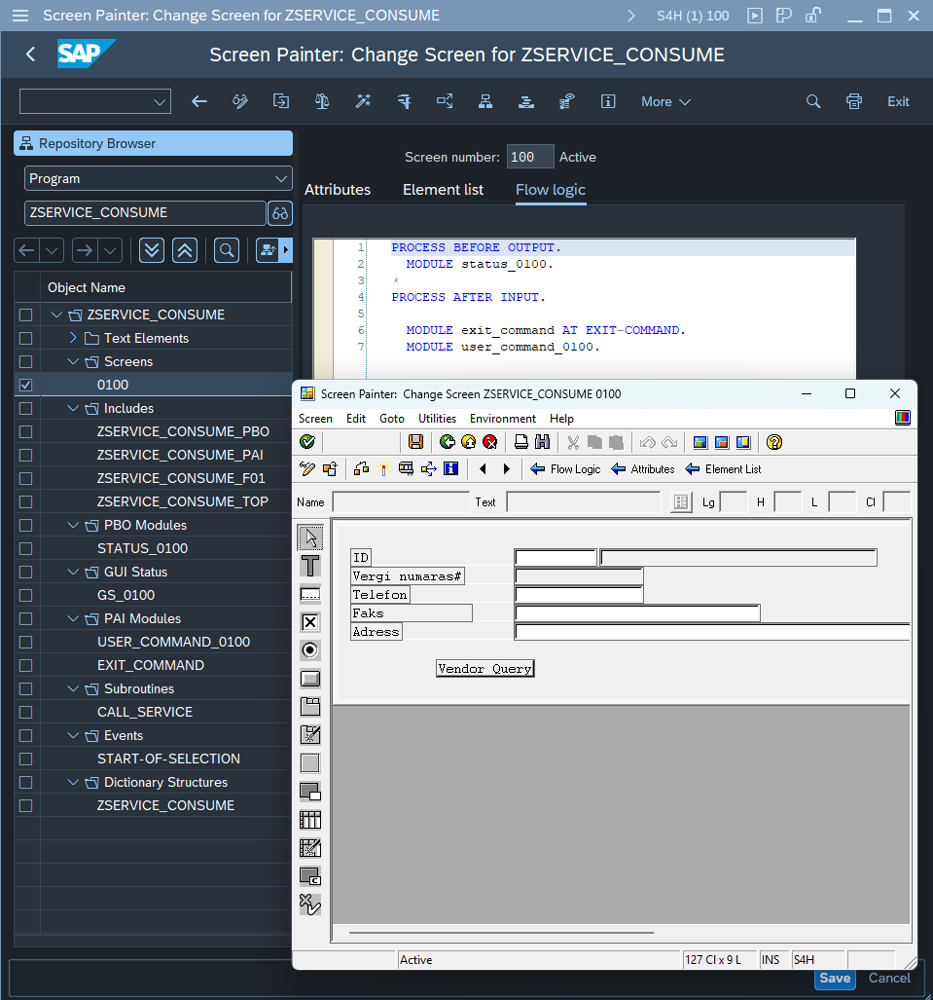 Screen Painter: Change Screen for ZSERVICE_CONSUME
S4H (1) 100
SAP
Screen Painter: Change Screen for ZSERVICE_CONSUME
More
Exit
Repository Browser
Program
ZSERVICE_CONSUME
Object Name
ZSERVICE_CONSUME
Text Elements
Screens
0100
Includes
ZSERVICE_CONSUME_PBO
ZSERVICE_CONSUME_PAI
ZSERVICE_CONSUME_F01
ZSERVICE_CONSUME_TOP
PBO Modules
STATUS_0100
GUI Status
GS_0100
PAI Modules
USER_COMMAND_0100
EXIT_COMMAND
Subroutines
CALL_SERVICE
Events
START-OF-SELECTION
Dictionary Structures
ZSERVICE_CONSUME
Screen number: 100 Active
Attributes Element list Flow logic
1 PROCESS BEFORE OUTPUT.
2 MODULE status_0100.
3 *
4 PROCESS AFTER INPUT.
5
6 MODULE exit_command AT EXIT-COMMAND.
7 MODULE user_command_0100.
Screen Painter: Change Screen ZSERVICE_CONSUME 0100
Screen Edit Goto Utilities Environment Help
Flow Logic Attributes Element List
Name Text Lg H L Cl
ID
Vergi numaras#
Telefon
Faks
Adress
Vendor Query
Active 127 Cl x 9 L INS S4H
Save Cancel